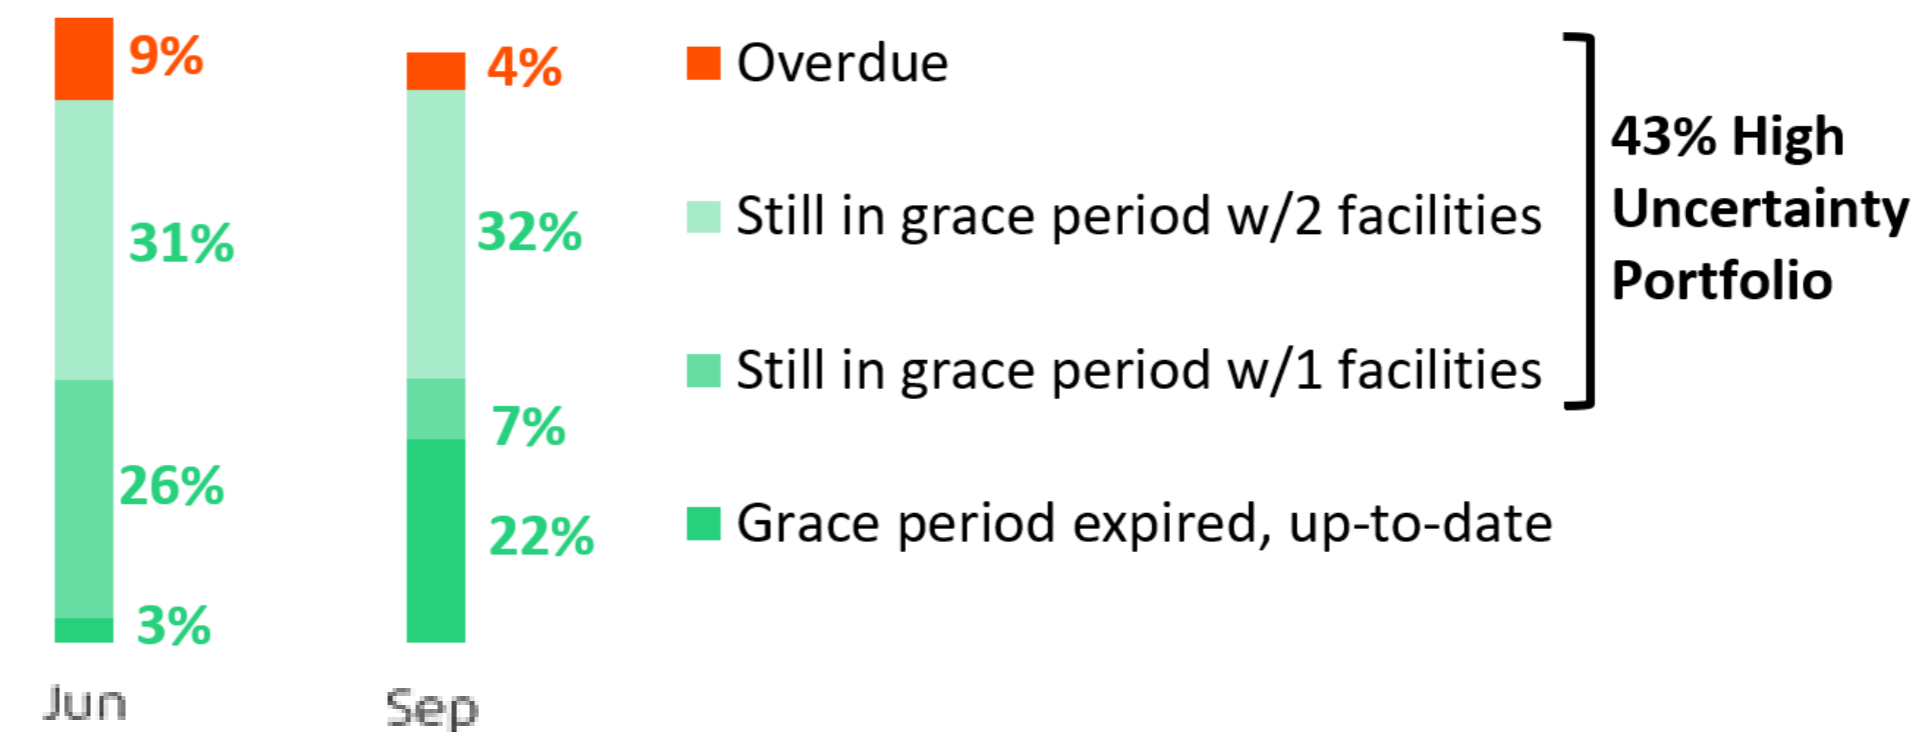 9%
31%
26%
3%
Jun
4%
32%
7%
22%
Sep
Overdue
Still in grace period w/2 facilities
Still in grace period w/1 facilities
Grace period expired, up-to-date
43% High
Uncertainty
Portfolio